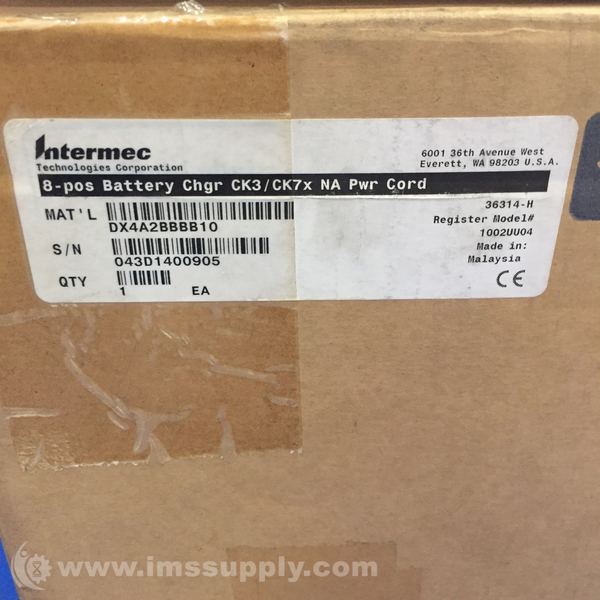 Intermec
Technologies Corporation
6001 36th Avenue West
Everett, WA 98203 U.S.A.
8-pos Battery Chgr CK3/CK7x NA Pwr Cord
MAT'L
DX4A2BBBB10
36314-H
Register Model#
1002UU04
S/N
043D1400905
Made in:
Malaysia
QTY
1 EA
CE
www.imssupply.com